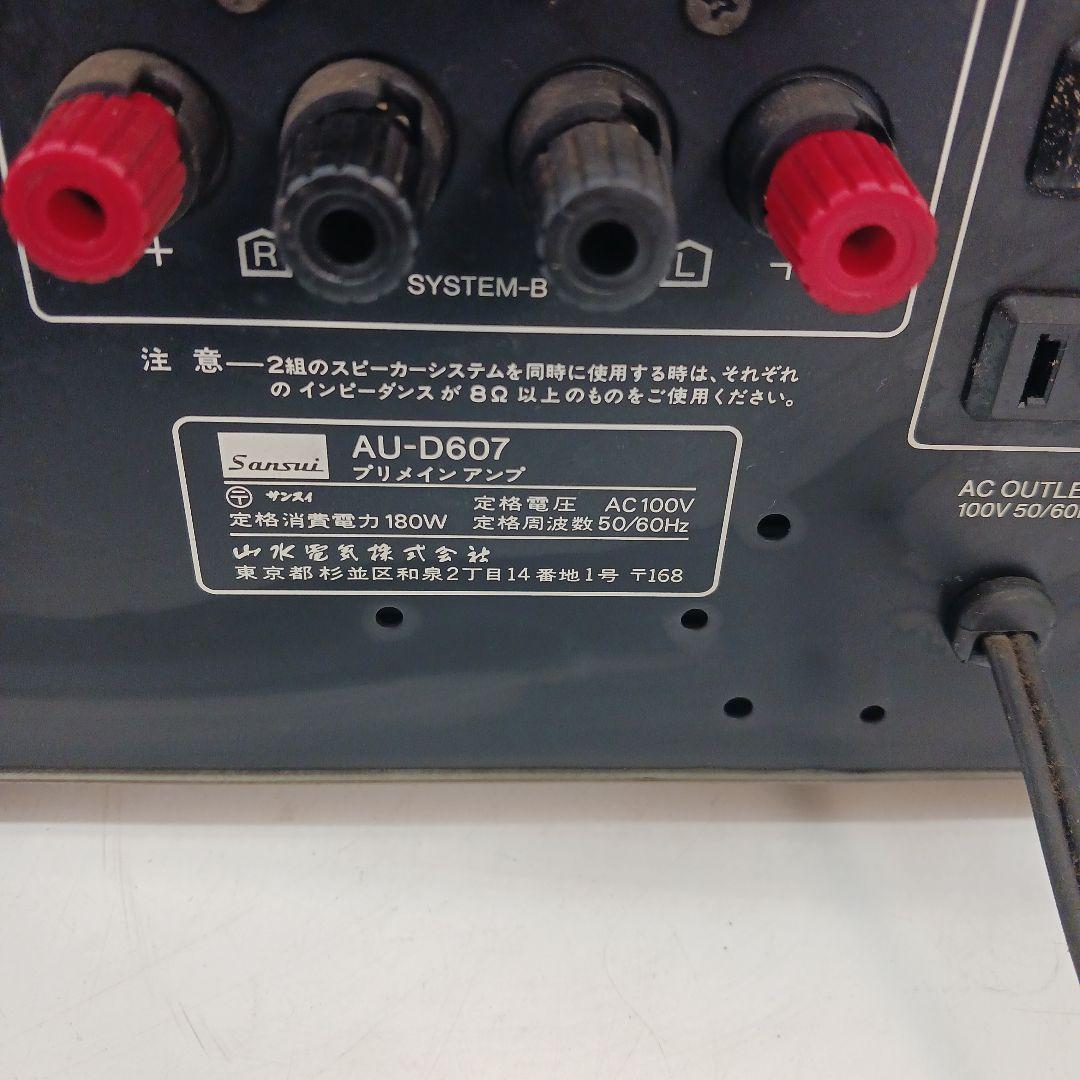 + R SYSTEM-B L +
注 意—2組のスピーカーシステムを同時に使用する時は、それぞれ
の インピーダンスが 8Ω 以上のものをご使用ください。
Sansui AU-D607
プリメインアンプ
〒 サンスイ 定格電圧 AC100V
定格消費電力 180W 定格周波数 50/60Hz
山水電気株式会社
東京都杉並区和泉2丁目14番地1号 〒168
AC OUTLE
100V 50/60